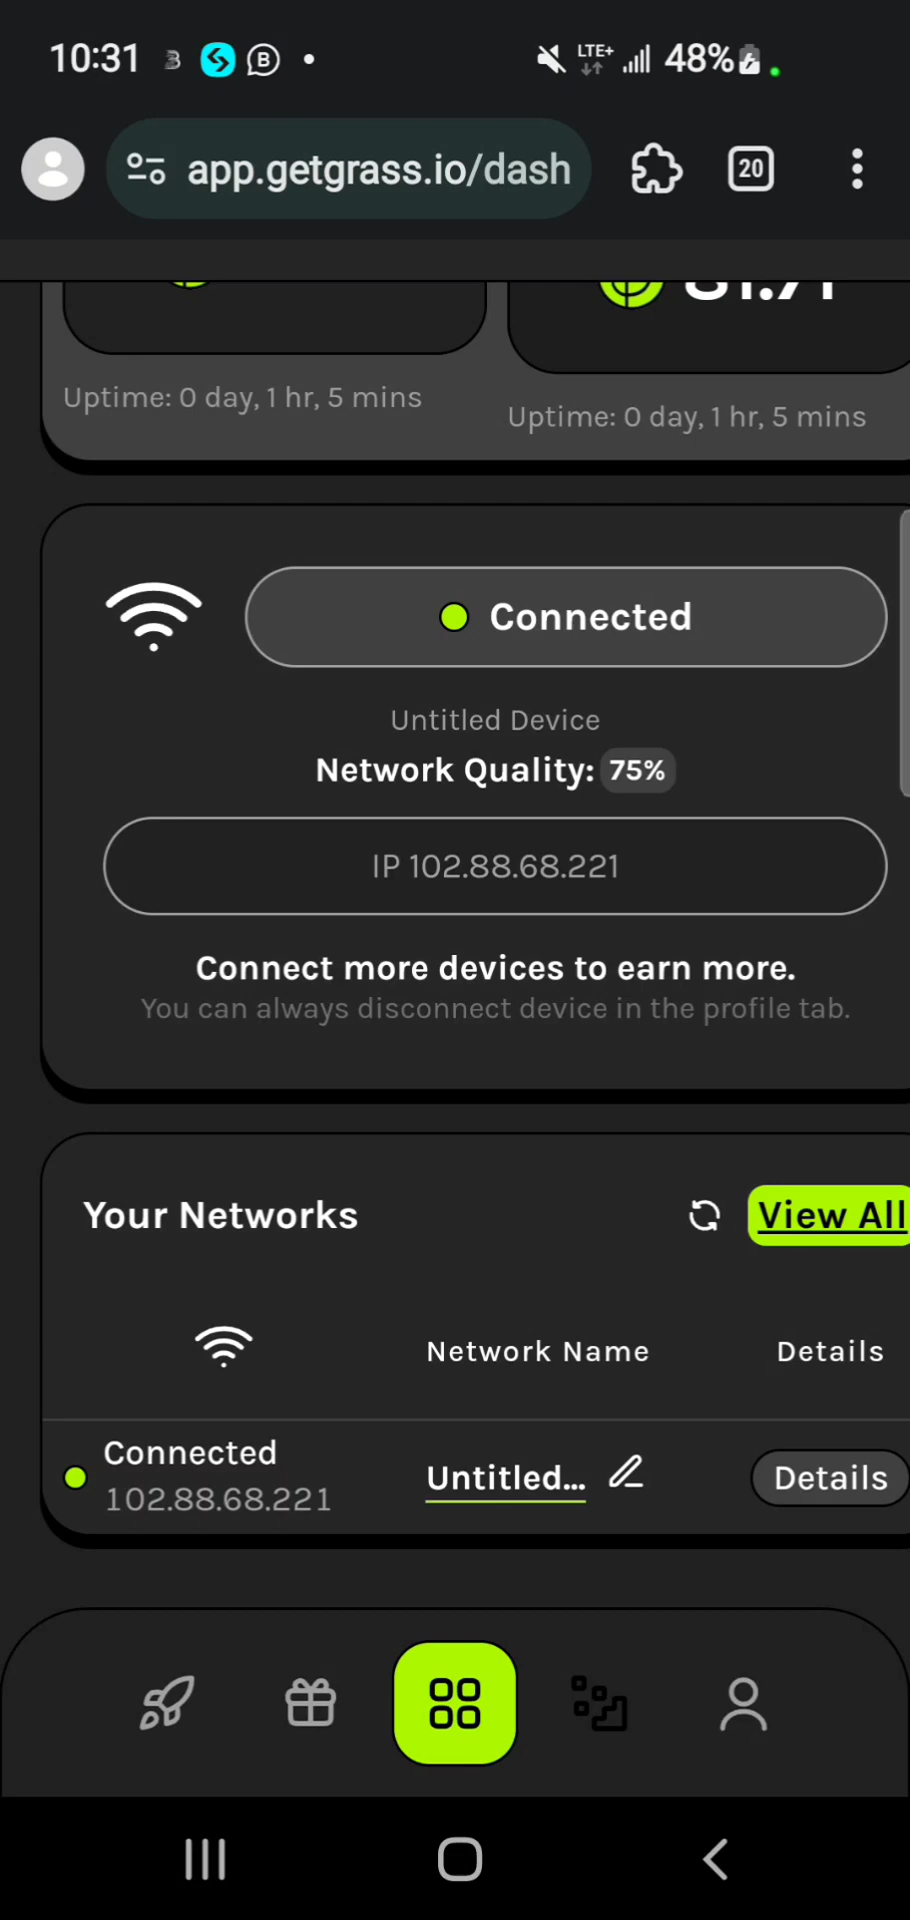 10:31
LTE+
48%
app.getgrass.io/dash
20
Uptime: 0 day, 1 hr, 5 mins
Uptime: 0 day, 1 hr, 5 mins
Connected
Untitled Device
Network Quality: 75%
IP 102.88.68.221
Connect more devices to earn more.
You can always disconnect device in the profile tab.
Your Networks
View All
Network Name
Details
Connected
102.88.68.221
Untitled...
Details